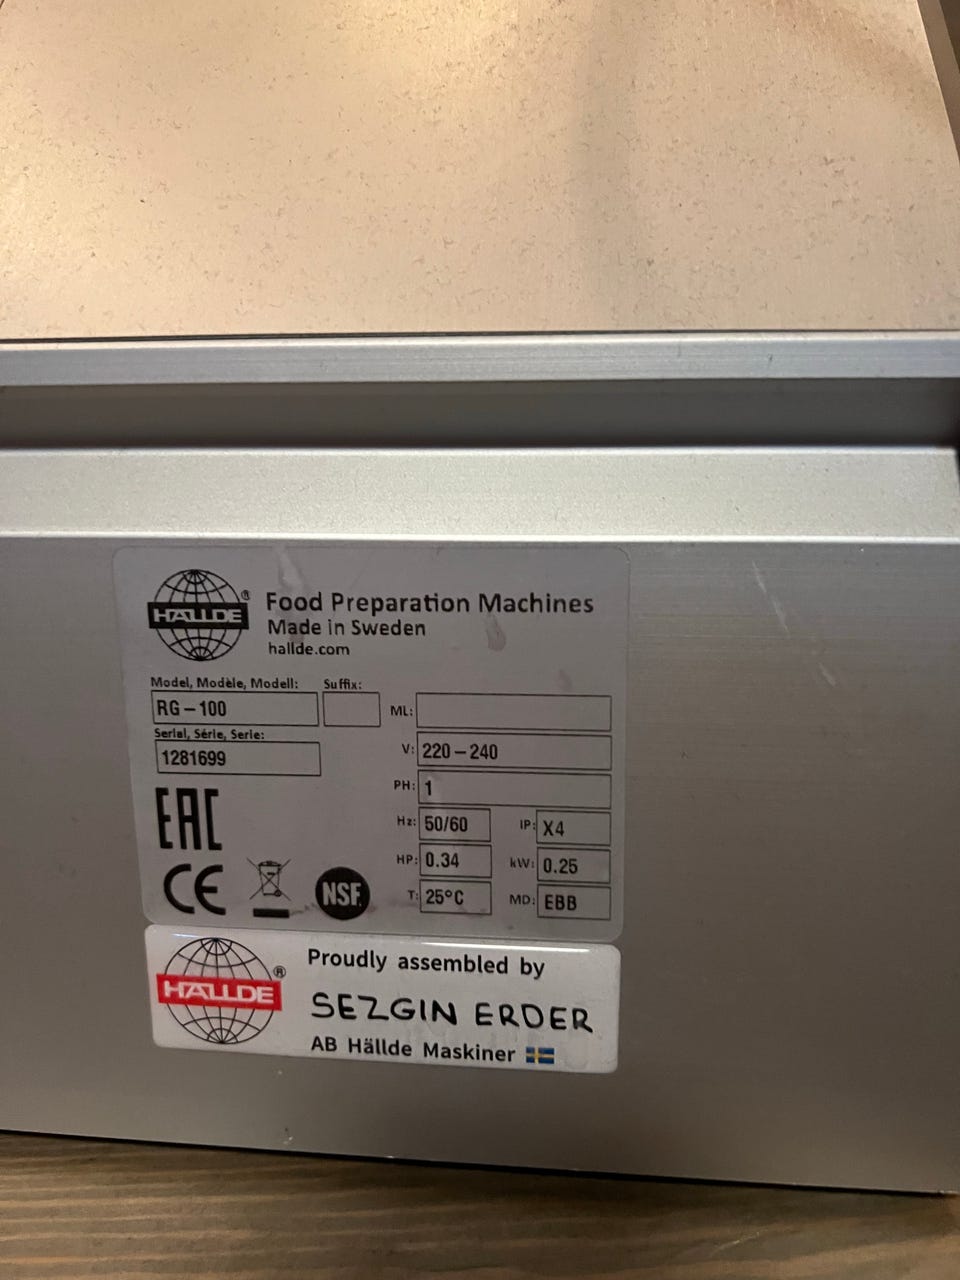 HÄLLDE ®
Food Preparation Machines
Made in Sweden
hallde.com
Model, Modèle, Modell: Suffix:
RG-100
Serial, Série, Serie:
1281699
ML:
V: 220-240
PH: 1
Hz: 50/60 IP: X4
HP: 0.34 kW: 0.25
T: 25°C MD: EBB
EAC
CE
NSF.
HÄLLDE ®
Proudly assembled by
SEZGIN ERDER
AB Hällde Maskiner